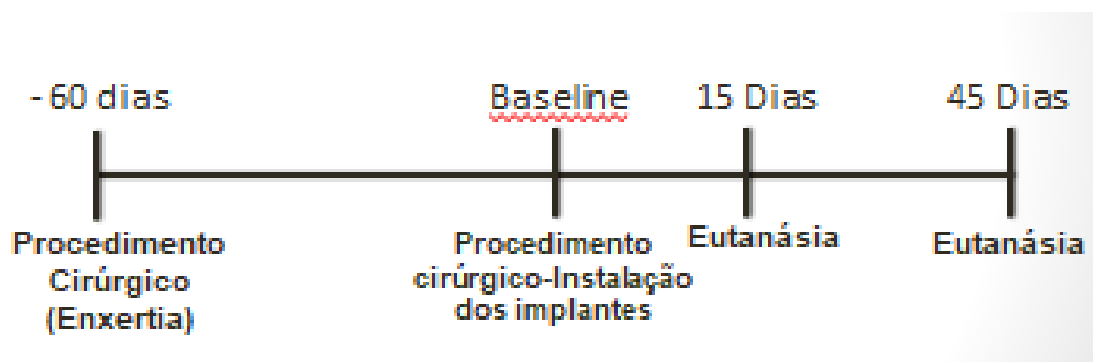 -60 dias
Baseline
15 Dias
45 Dias
Procedimento
Cirúrgico
(Enxertia)
Procedimento
cirúrgico-Instalação
dos implantes
Eutanásia
Eutanásia